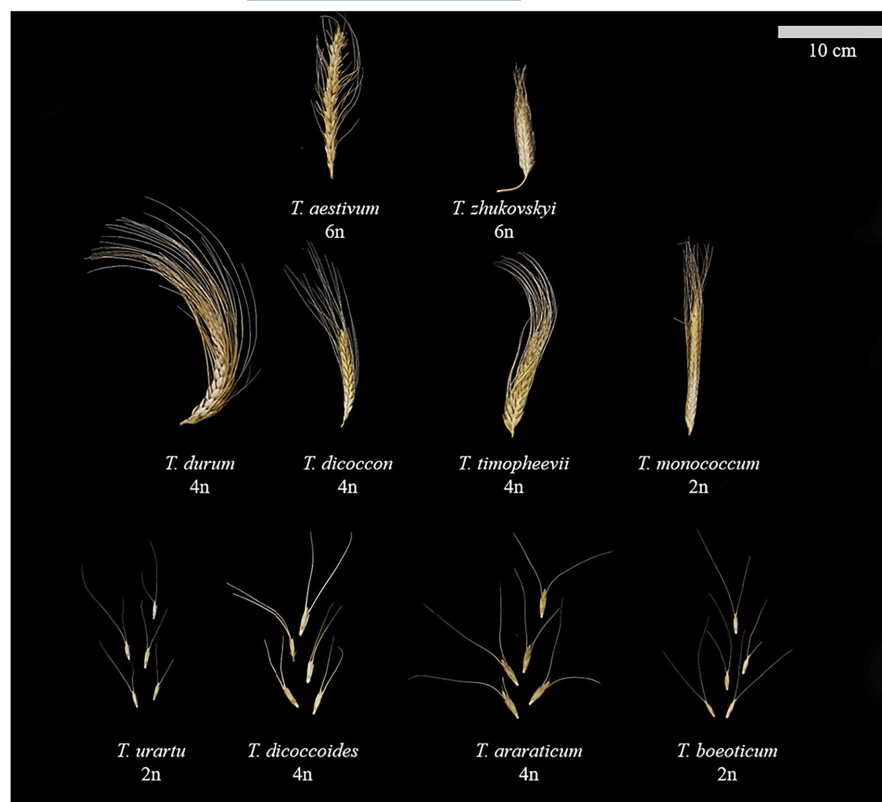 10 cm
T. aestivum
6n
T. zhukovskyi
6n
T. durum
4n
T. dicoccon
4n
T. timopheevii
4n
T. monococcum
2n
T. urartu
2n
T. dicoccoides
4n
T. araraticum
4n
T. boeoticum
2n